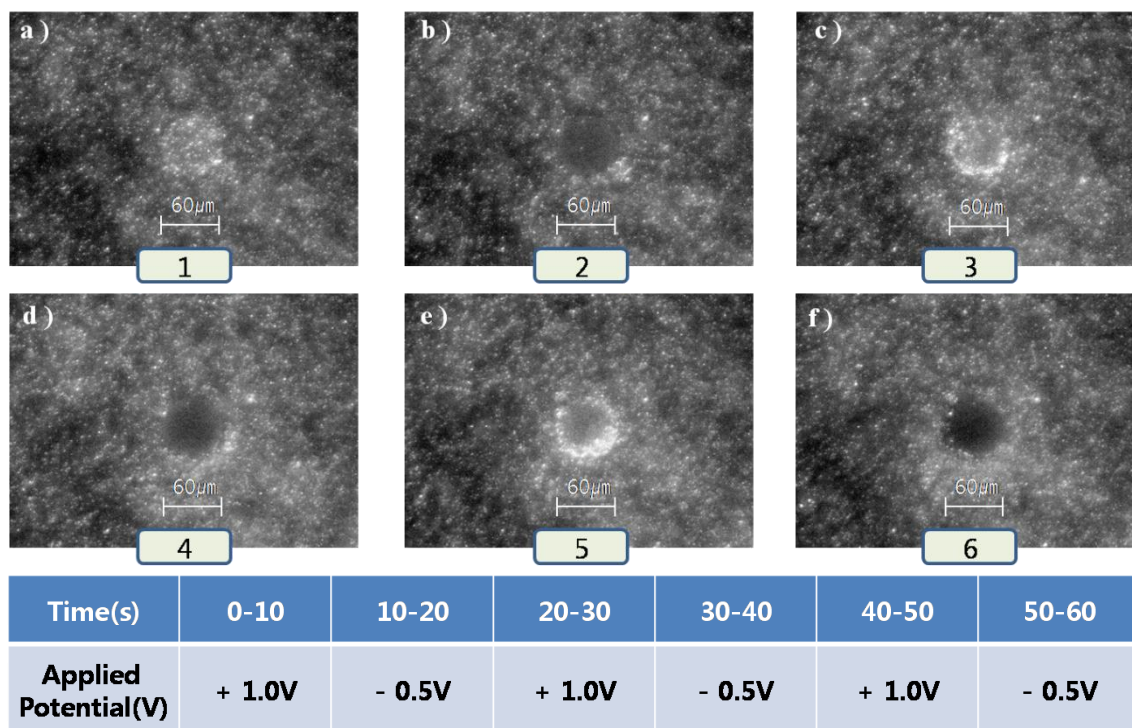 a ) b ) c )
60μm 60μm 60μm
1 2 3
d ) e ) f )
60μm 60μm 60μm
4 5 6
Time(s) 0-10 10-20 20-30 30-40 40-50 50-60
Applied
Potential(V) + 1.0V - 0.5V + 1.0V - 0.5V + 1.0V - 0.5V